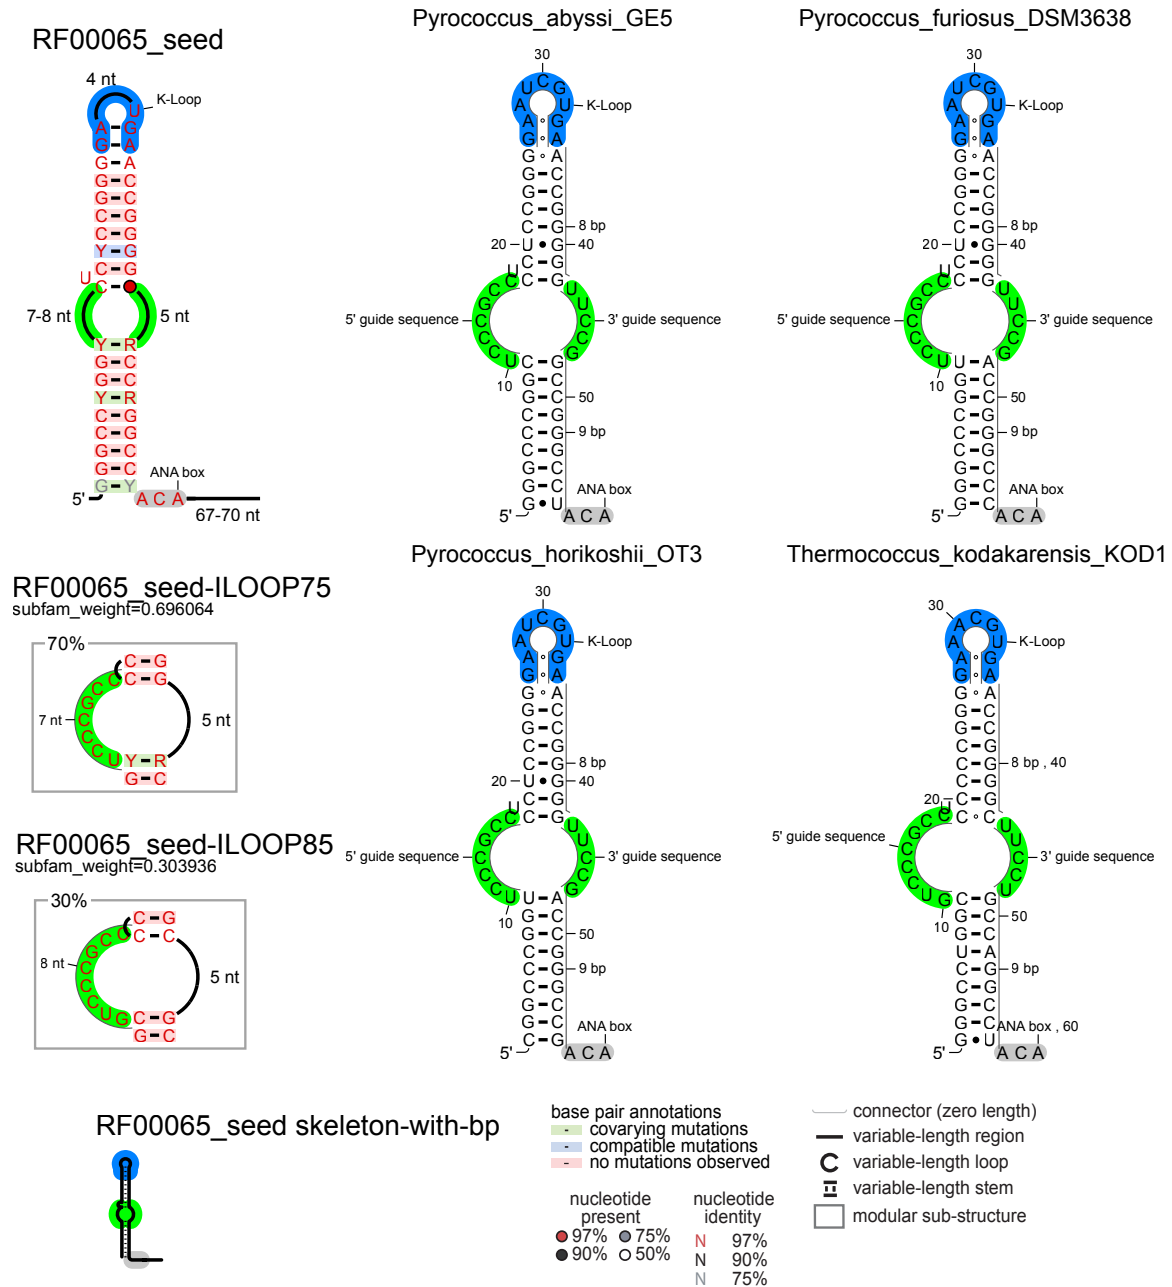 RF00065_seed
4 nt
K-Loop
U
A G
G A
G A
G C
G C
C G
C G
Y G
C G
U C
7-8 nt
5 nt
Y R
G C
G C
Y R
C G
C G
G C
G C
G Y
ANA box
5'
A C A
67-70 nt
Pyrococcus_abyssi_GE5
30
G A A U C G U G A
K-Loop
G A
G C
G C
C G
C G 8 bp
20 U G 40
C G
C G
U
U C C C G C C
U U C C G
5' guide sequence
3' guide sequence
10
C G
G C
G C 50
C G
C G 9 bp
C G
G C
G C
G U
ANA box
5'
A C A
Pyrococcus_furiosus_DSM3638
30
G A A U C G U G A
K-Loop
G A
G C
G C
C G
C G 8 bp
20 U G 40
C G
C G
U
U C C C G C C
U U C C G
5' guide sequence
3' guide sequence
10
U A
G C
G C 50
C G
C G 9 bp
C G
G C
G C
G C
ANA box
5'
A C A
RF00065_seed-ILOOP75
subfam_weight=0.696064
70%
C G
C G
U C C C G C C
7 nt
5 nt
Y R
G C
RF00065_seed-ILOOP85
subfam_weight=0.303936
30%
C G
C C
G U C C C G C C
8 nt
5 nt
C G
G C
Pyrococcus_horikoshii_OT3
30
G A A U C G U G A
K-Loop
G A
G C
G C
C G
C G 8 bp
20 U G 40
C G
C G
U
U C C C G C C
U U C C G
5' guide sequence
3' guide sequence
10
U A
G C
G C 50
C G
C G 9 bp
C G
G C
G C
C G
ANA box
5'
A C A
Thermococcus_kodakarensis_KOD1
30
G A A A C G U G A
K-Loop
G A
G C
G C
C G
C G 8 bp , 40
C G
20 C G
C C
U
G U C C C G C C
U U C C U
5' guide sequence
3' guide sequence
10
C G
G C 50
G C
U A
C G 9 bp
C G
G C
G C
G U
ANA box , 60
5'
A C A
RF00065_seed skeleton-with-bp
base pair annotations
covarying mutations
compatible mutations
no mutations observed
nucleotide present
97% 75%
90% 50%
nucleotide identity
N 97%
N 90%
N 75%
connector (zero length)
variable-length region
variable-length loop
variable-length stem
modular sub-structure